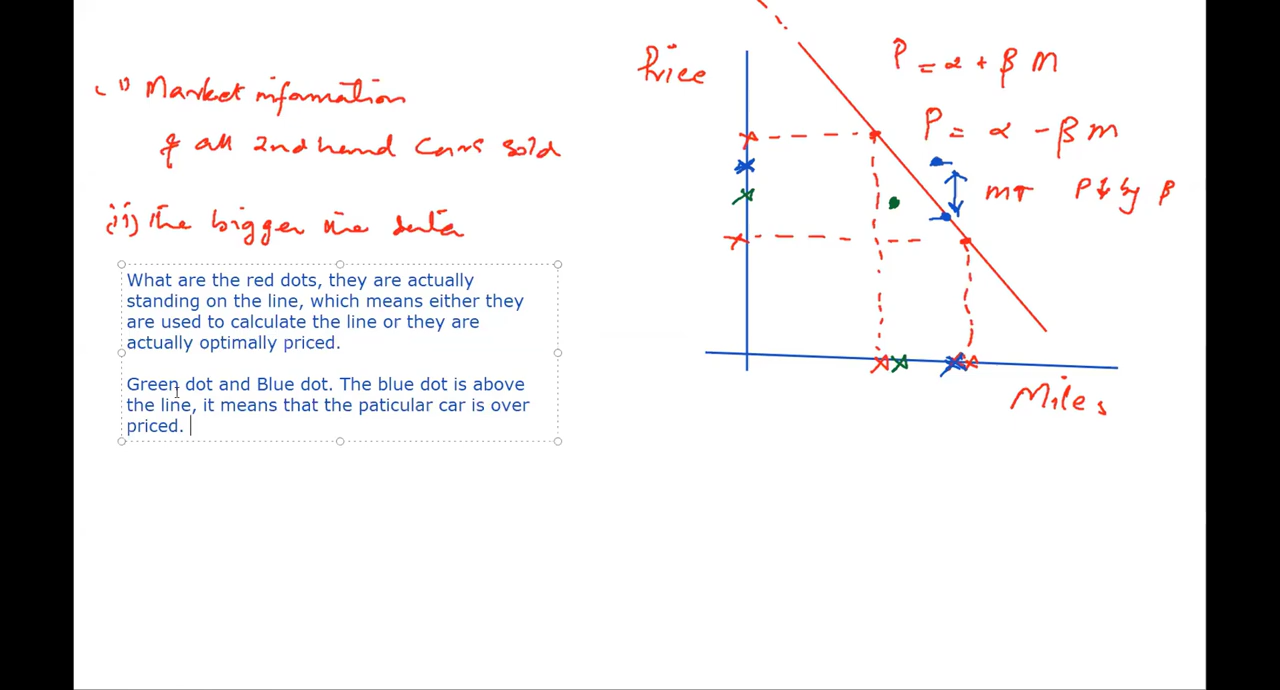 (i) Market information
of all 2nd hand cars sold
(ii) The bigger the data
What are the red dots, they are actually
standing on the line, which means either they
are used to calculate the line or they are
actually optimally priced.
Green dot and Blue dot. The blue dot is above
the line, it means that the paticular car is over
priced.
Price
P = α + β M
P = α - β m
m↑ P↓ by β
Miles